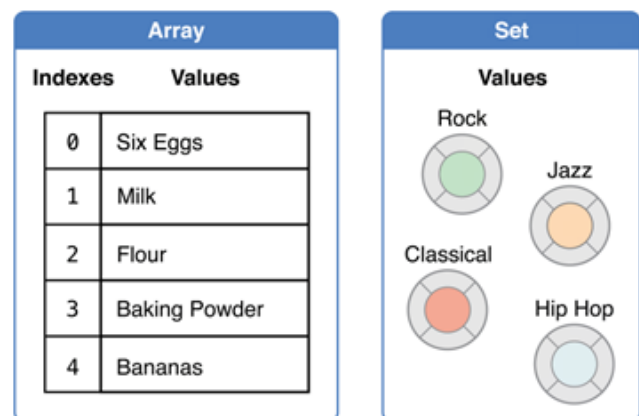 Array
Indexes Values
0 Six Eggs
1 Milk
2 Flour
3 Baking Powder
4 Bananas
Set
Values
Rock
Jazz
Classical
Hip Hop